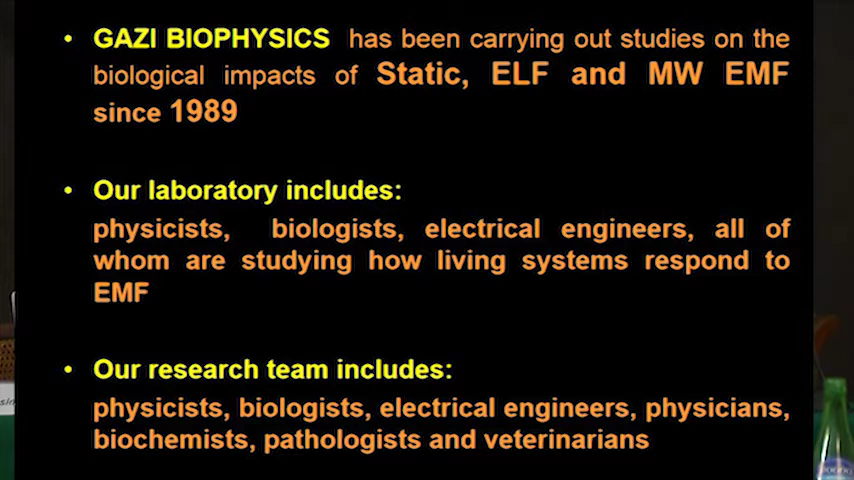 • GAZI BIOPHYSICS has been carrying out studies on the
biological impacts of Static, ELF and MW EMF
since 1989
• Our laboratory includes:
physicists, biologists, electrical engineers, all of
whom are studying how living systems respond to
EMF
• Our research team includes:
physicists, biologists, electrical engineers, physicians,
biochemists, pathologists and veterinarians